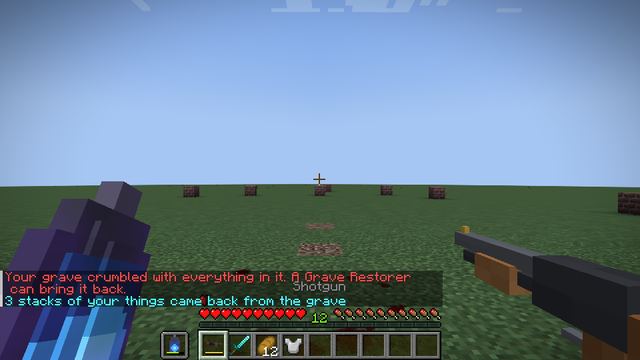 Your grave crumbled with everything in it. A Grave Restorer
can bring it back.
Shotgun
3 stacks of your things came back from the grave
12
12